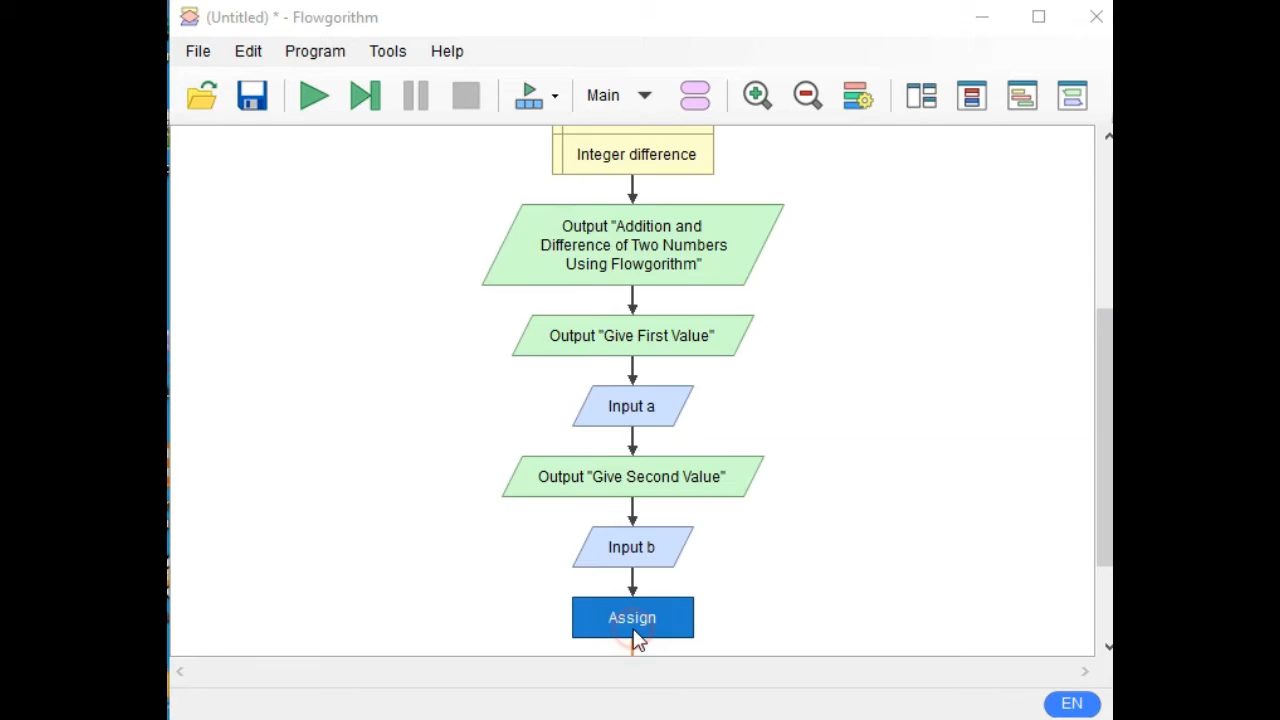 (Untitled) * - Flowgorithm
File Edit Program Tools Help
Main
Integer difference
Output "Addition and
Difference of Two Numbers
Using Flowgorithm"
Output "Give First Value"
Input a
Output "Give Second Value"
Input b
Assign
EN